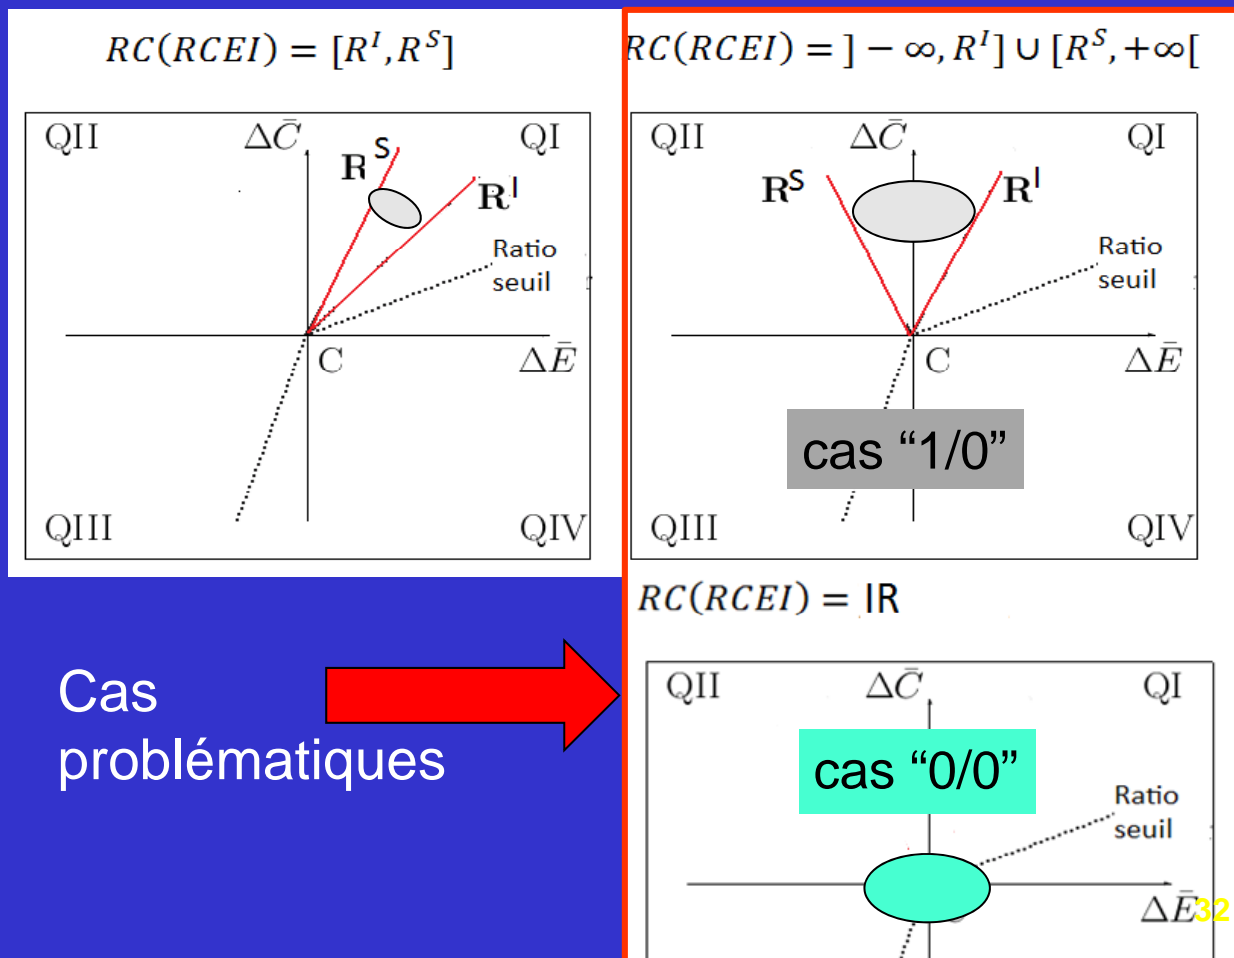 RC(RCEI) = [R^I, R^S]
QII ΔC̄ QI
R^S
R^I
Ratio
seuil
C
ΔĒ
QIII QIV
RC(RCEI) = ] − ∞, R^I] ∪ [R^S, +∞[
QII ΔC̄ QI
R^S R^I
Ratio
seuil
C
ΔĒ
cas “1/0”
QIII QIV
RC(RCEI) = IR
Cas
problématiques
QII ΔC̄ QI
cas “0/0”
Ratio
seuil
ΔĒ
32